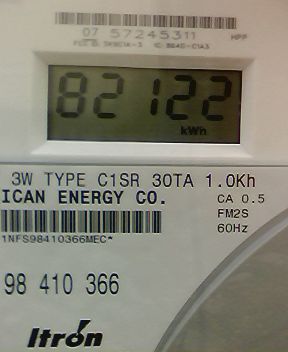 07 57245311 HPP
82122
kWh
3W TYPE C1SR 30TA 1.0Kh
ICAN ENERGY CO. CA 0.5
FM2S
1NFS98410366MEC* 60Hz
98 410 366
Itron